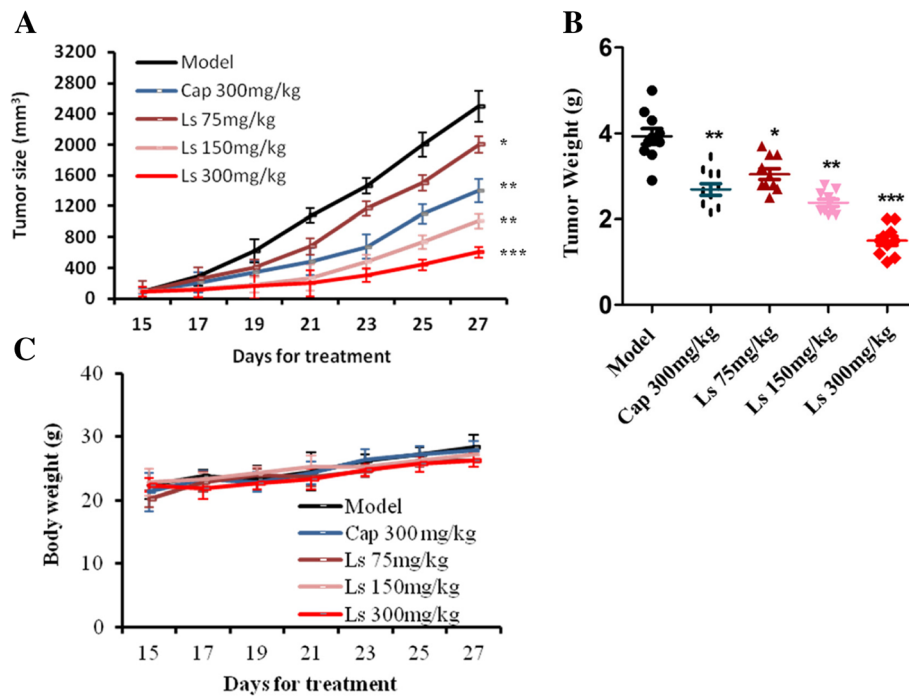 A
Tumor size (mm³)
3200
2800
2400
2000
1600
1200
800
400
0
Model
Cap 300mg/kg
Ls 75mg/kg
Ls 150mg/kg
Ls 300mg/kg
*
**
**
***
15 17 19 21 23 25 27
Days for treatment
B
Tumor Weight (g)
6
4
2
0
**
*
**
***
Model
Cap 300mg/kg
Ls 75mg/kg
Ls 150mg/kg
Ls 300mg/kg
C
Body weight (g)
40
30
20
10
0
Model
Cap 300mg/kg
Ls 75mg/kg
Ls 150mg/kg
Ls 300mg/kg
15 17 19 21 23 25 27
Days for treatment